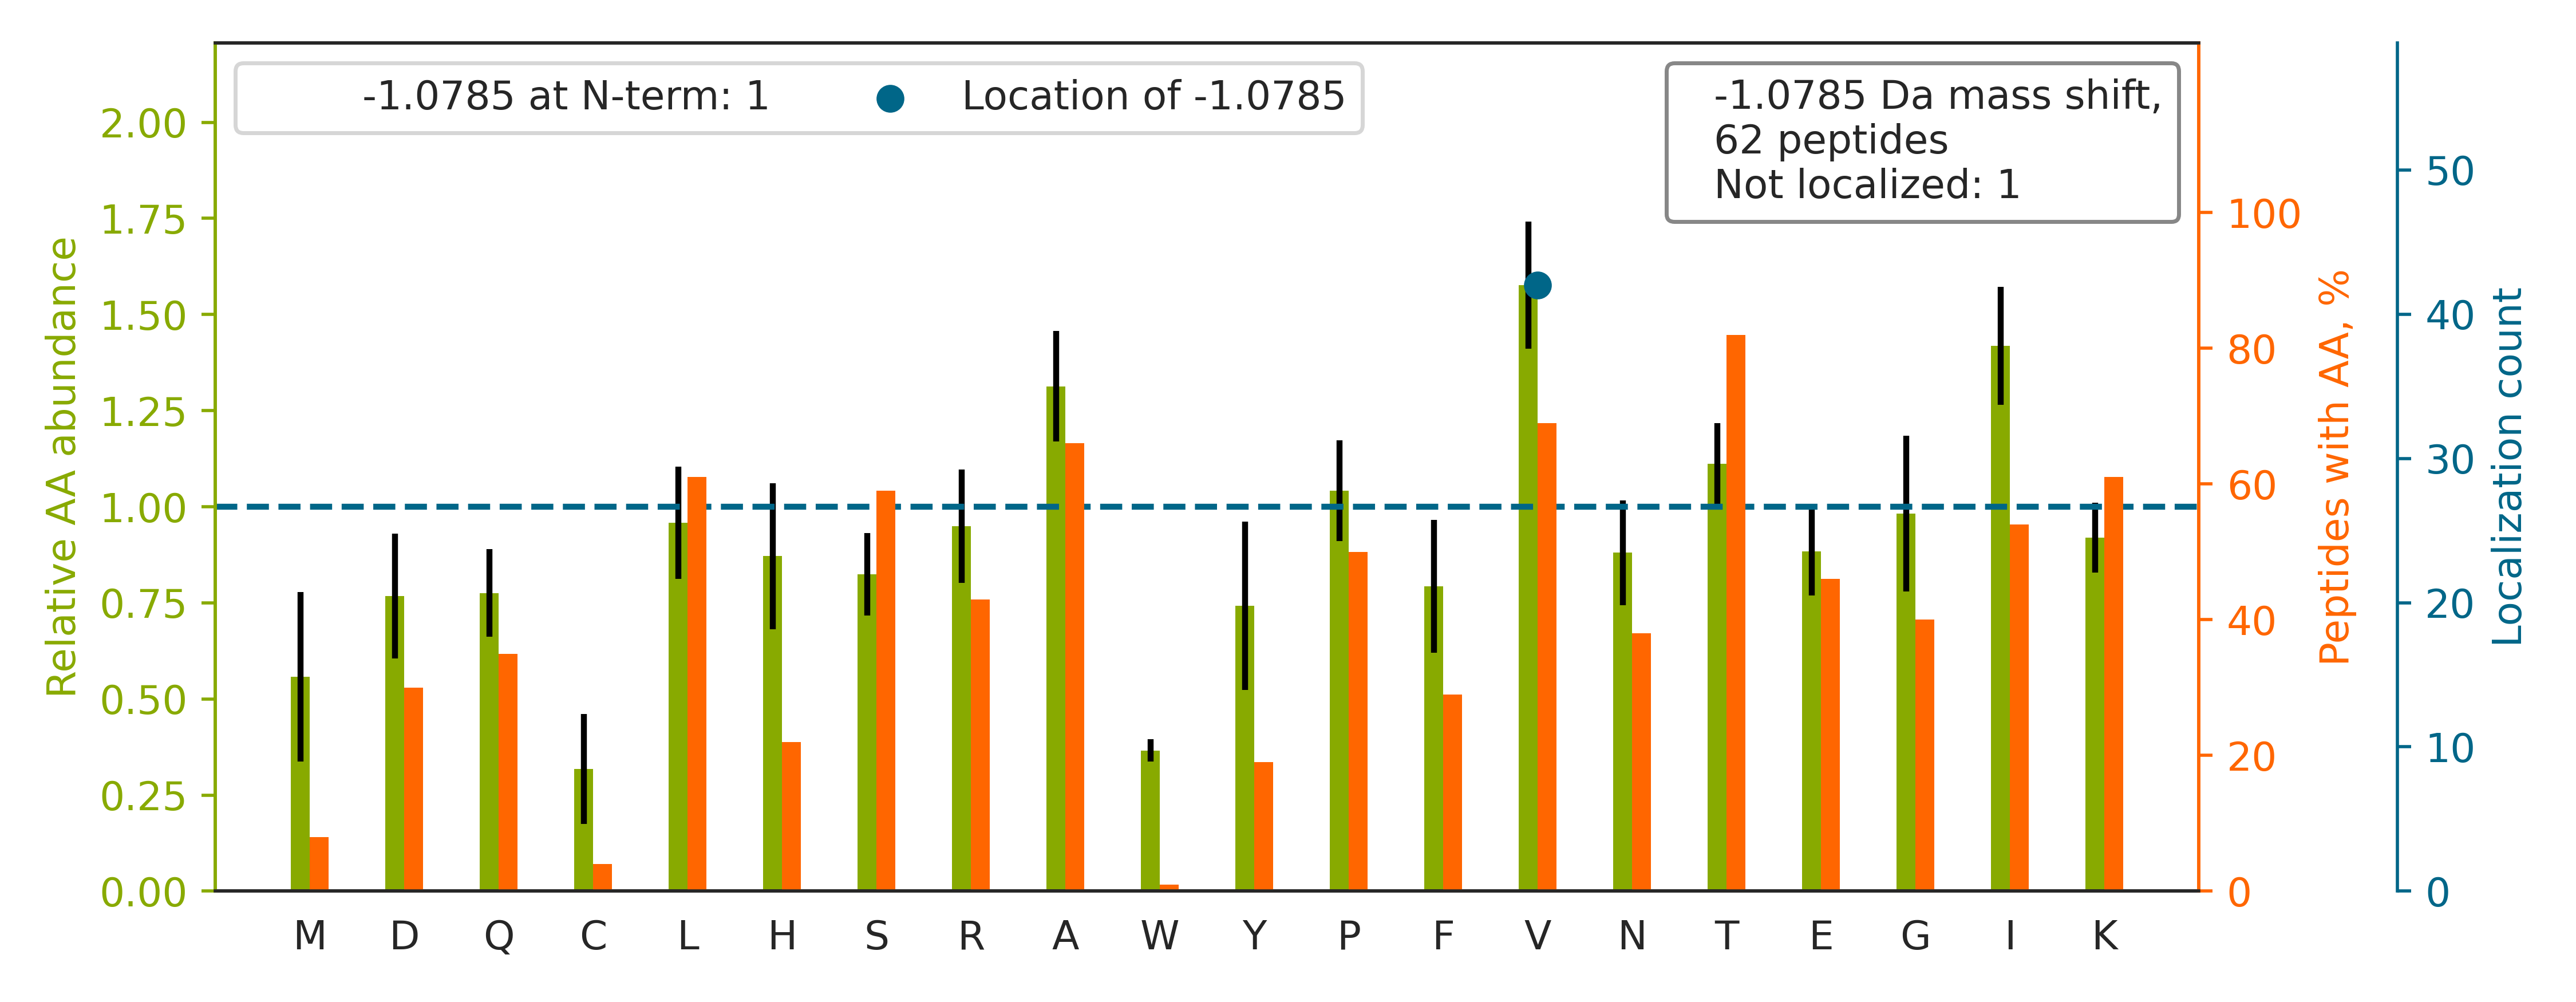 -1.0785 at N-term: 1
Location of -1.0785
-1.0785 Da mass shift,
62 peptides
Not localized: 1
Relative AA abundance
2.00
1.75
1.50
1.25
1.00
0.75
0.50
0.25
0.00
M D Q C L H S R A W Y P F V N T E G I K
100
80
60
40
20
0
Peptides with AA, %
50
40
30
20
10
0
Localization count